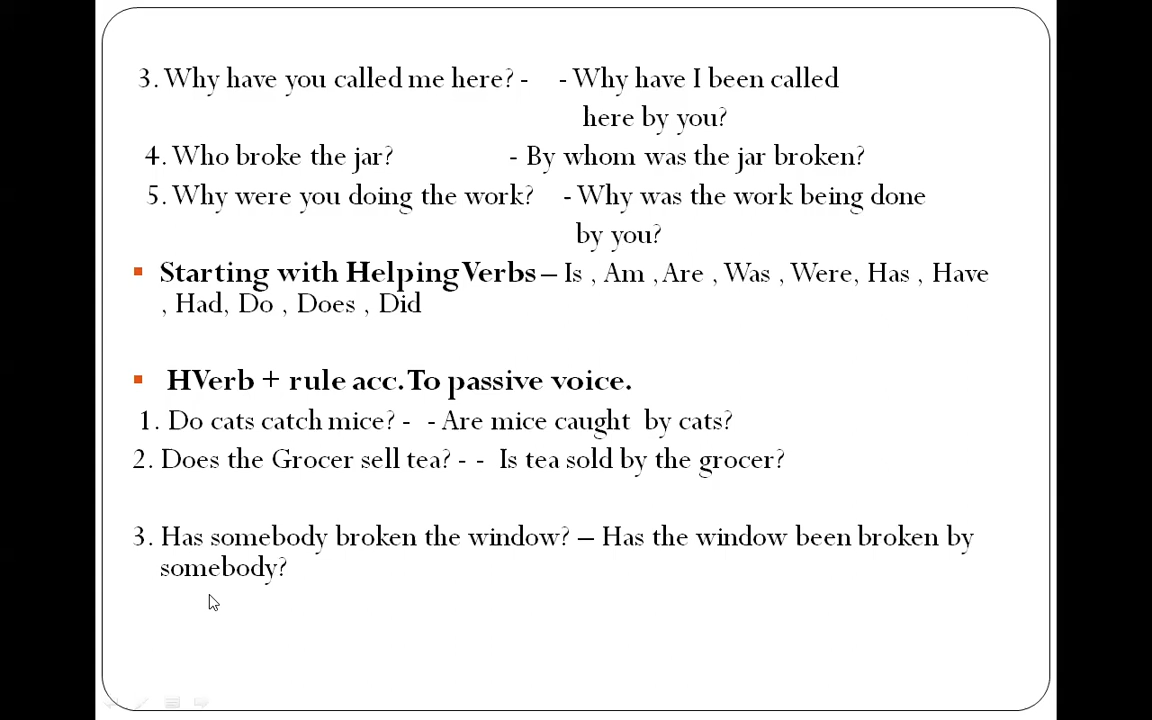 3. Why have you called me here? - - Why have I been called
here by you?
4. Who broke the jar? - By whom was the jar broken?
5. Why were you doing the work? - Why was the work being done
by you?
▪ Starting with Helping Verbs – Is , Am , Are , Was , Were, Has , Have
, Had, Do , Does , Did
▪ HVerb + rule acc. To passive voice.
1. Do cats catch mice? - - Are mice caught by cats?
2. Does the Grocer sell tea? - - Is tea sold by the grocer?
3. Has somebody broken the window? – Has the window been broken by
somebody?